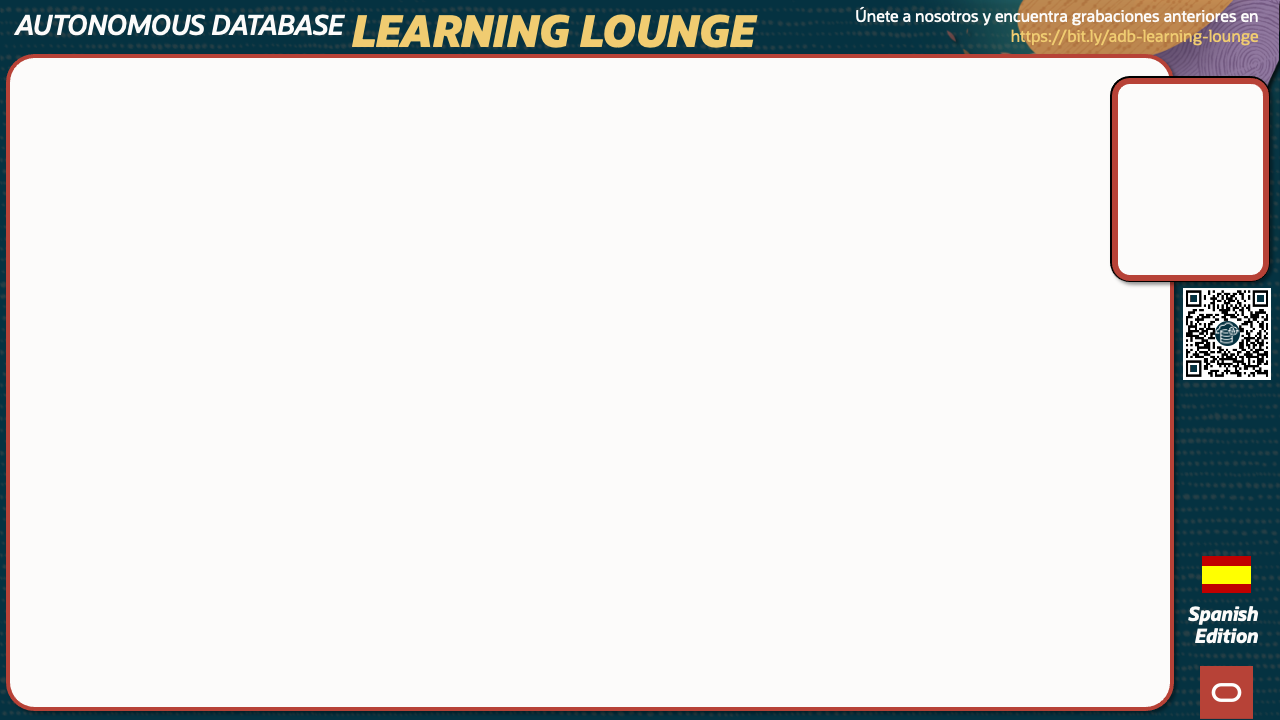 AUTONOMOUS DATABASE LEARNING LOUNGE
Únete a nosotros y encuentra grabaciones anteriores en
https://bit.ly/adb-learning-lounge
Spanish
Edition